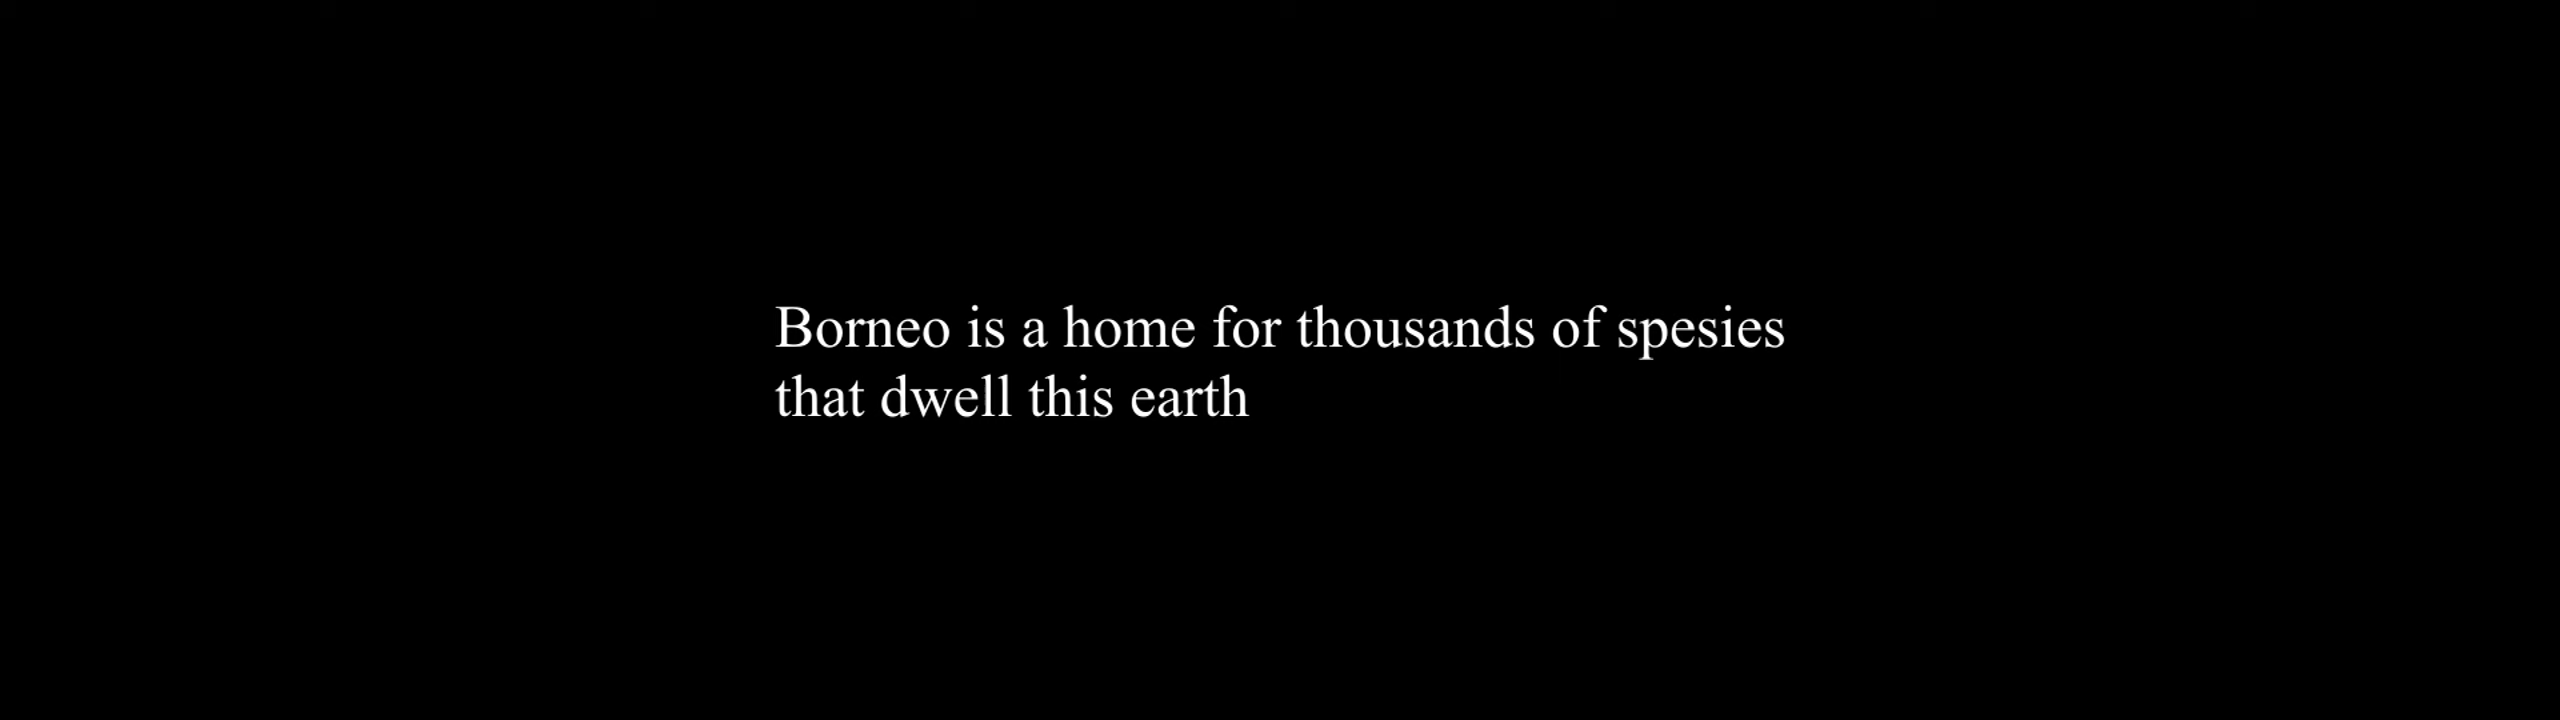 Borneo is a home for thousands of spesies
that dwell this earth